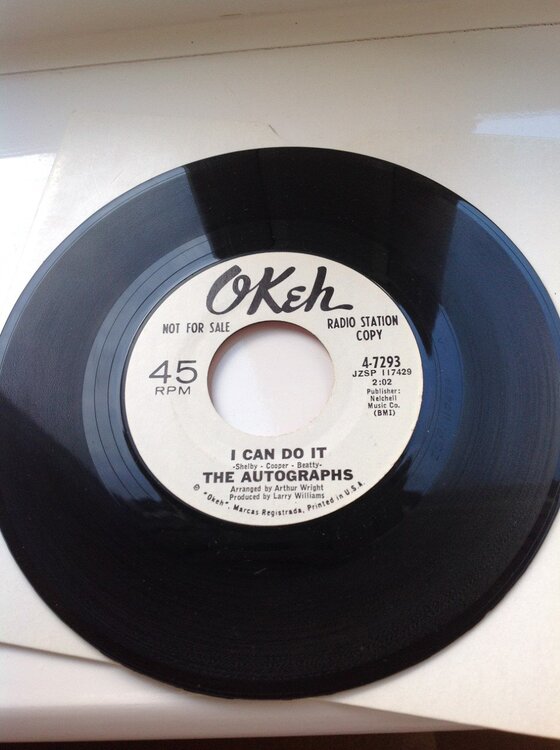 OKeh
NOT FOR SALE
RADIO STATION
COPY
45
RPM
4-7293
JZSP 117429
2:02
Publisher:
Nelchell
Music Co.
(BMI)
I CAN DO IT
-Shelby - Cooper - Beatty-
THE AUTOGRAPHS
Arranged by Arthur Wright
Produced by Larry Williams
® "Okeh". Marcas Registrada. Printed in U.S.A.